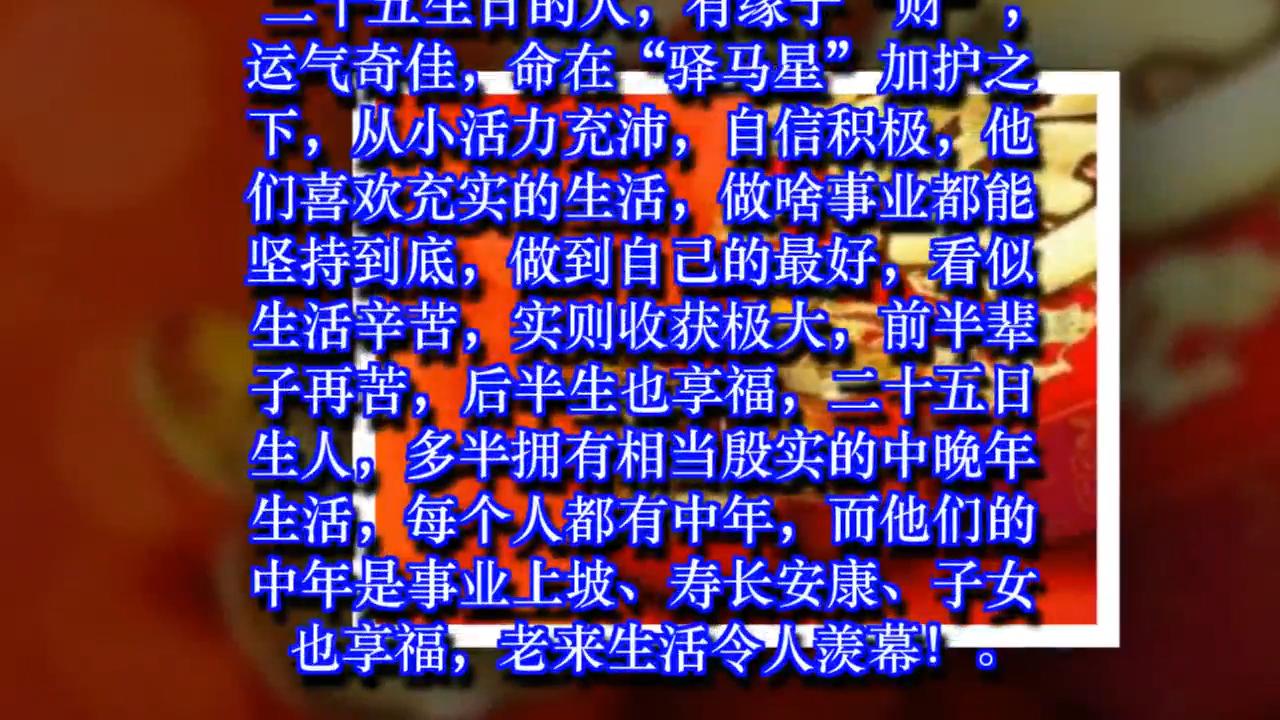 二十五生日的人，有缘于“财”，
运气奇佳，命在“驿马星”加护之
下，从小活力充沛，自信积极，他
们喜欢充实的生活，做啥事业都能
坚持到底，做到自己的最好，看似
生活辛苦，实则收获极大，前半辈
子再苦，后半生也享福，二十五日
生人，多半拥有相当殷实的中晚年
生活，每个人都有中年，而他们的
中年是事业上坡、寿长安康、子女
也享福，老来生活令人羡幕！。